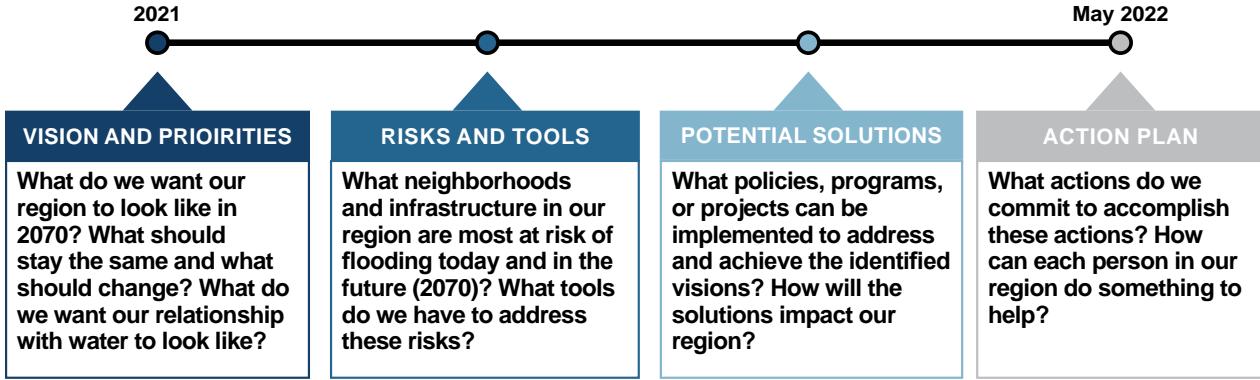 2021
May 2022
VISION AND PRIOIRITIES
What do we want our
region to look like in
2070? What should
stay the same and what
should change? What do
we want our relationship
with water to look like?
RISKS AND TOOLS
What neighborhoods
and infrastructure in our
region are most at risk of
flooding today and in the
future (2070)? What tools
do we have to address
these risks?
POTENTIAL SOLUTIONS
What policies, programs,
or projects can be
implemented to address
and achieve the identified
visions? How will the
solutions impact our
region?
ACTION PLAN
What actions do we
commit to accomplish
these actions? How
can each person in our
region do something to
help?